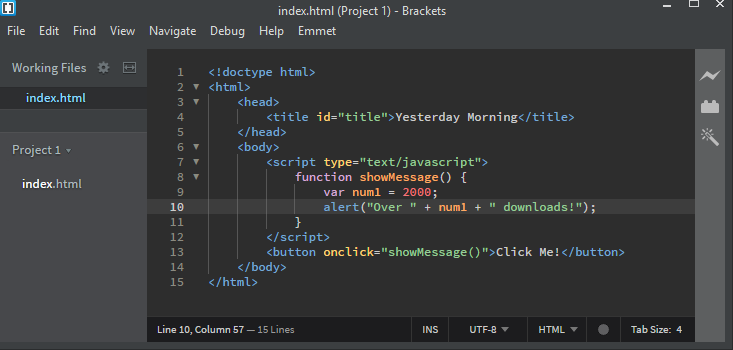 index.html (Project 1) - Brackets
File Edit Find View Navigate Debug Help Emmet
Working Files
index.html
Project 1
index.html
1 <!doctype html>
2 <html>
3 <head>
4 <title id="title">Yesterday Morning</title>
5 </head>
6 <body>
7 <script type="text/javascript">
8 function showMessage() {
9 var num1 = 2000;
10 alert("Over " + num1 + " downloads!");
11 }
12 </script>
13 <button onclick="showMessage()">Click Me!</button>
14 </body>
15 </html>
Line 10, Column 57 — 15 Lines INS UTF-8 HTML Tab Size: 4